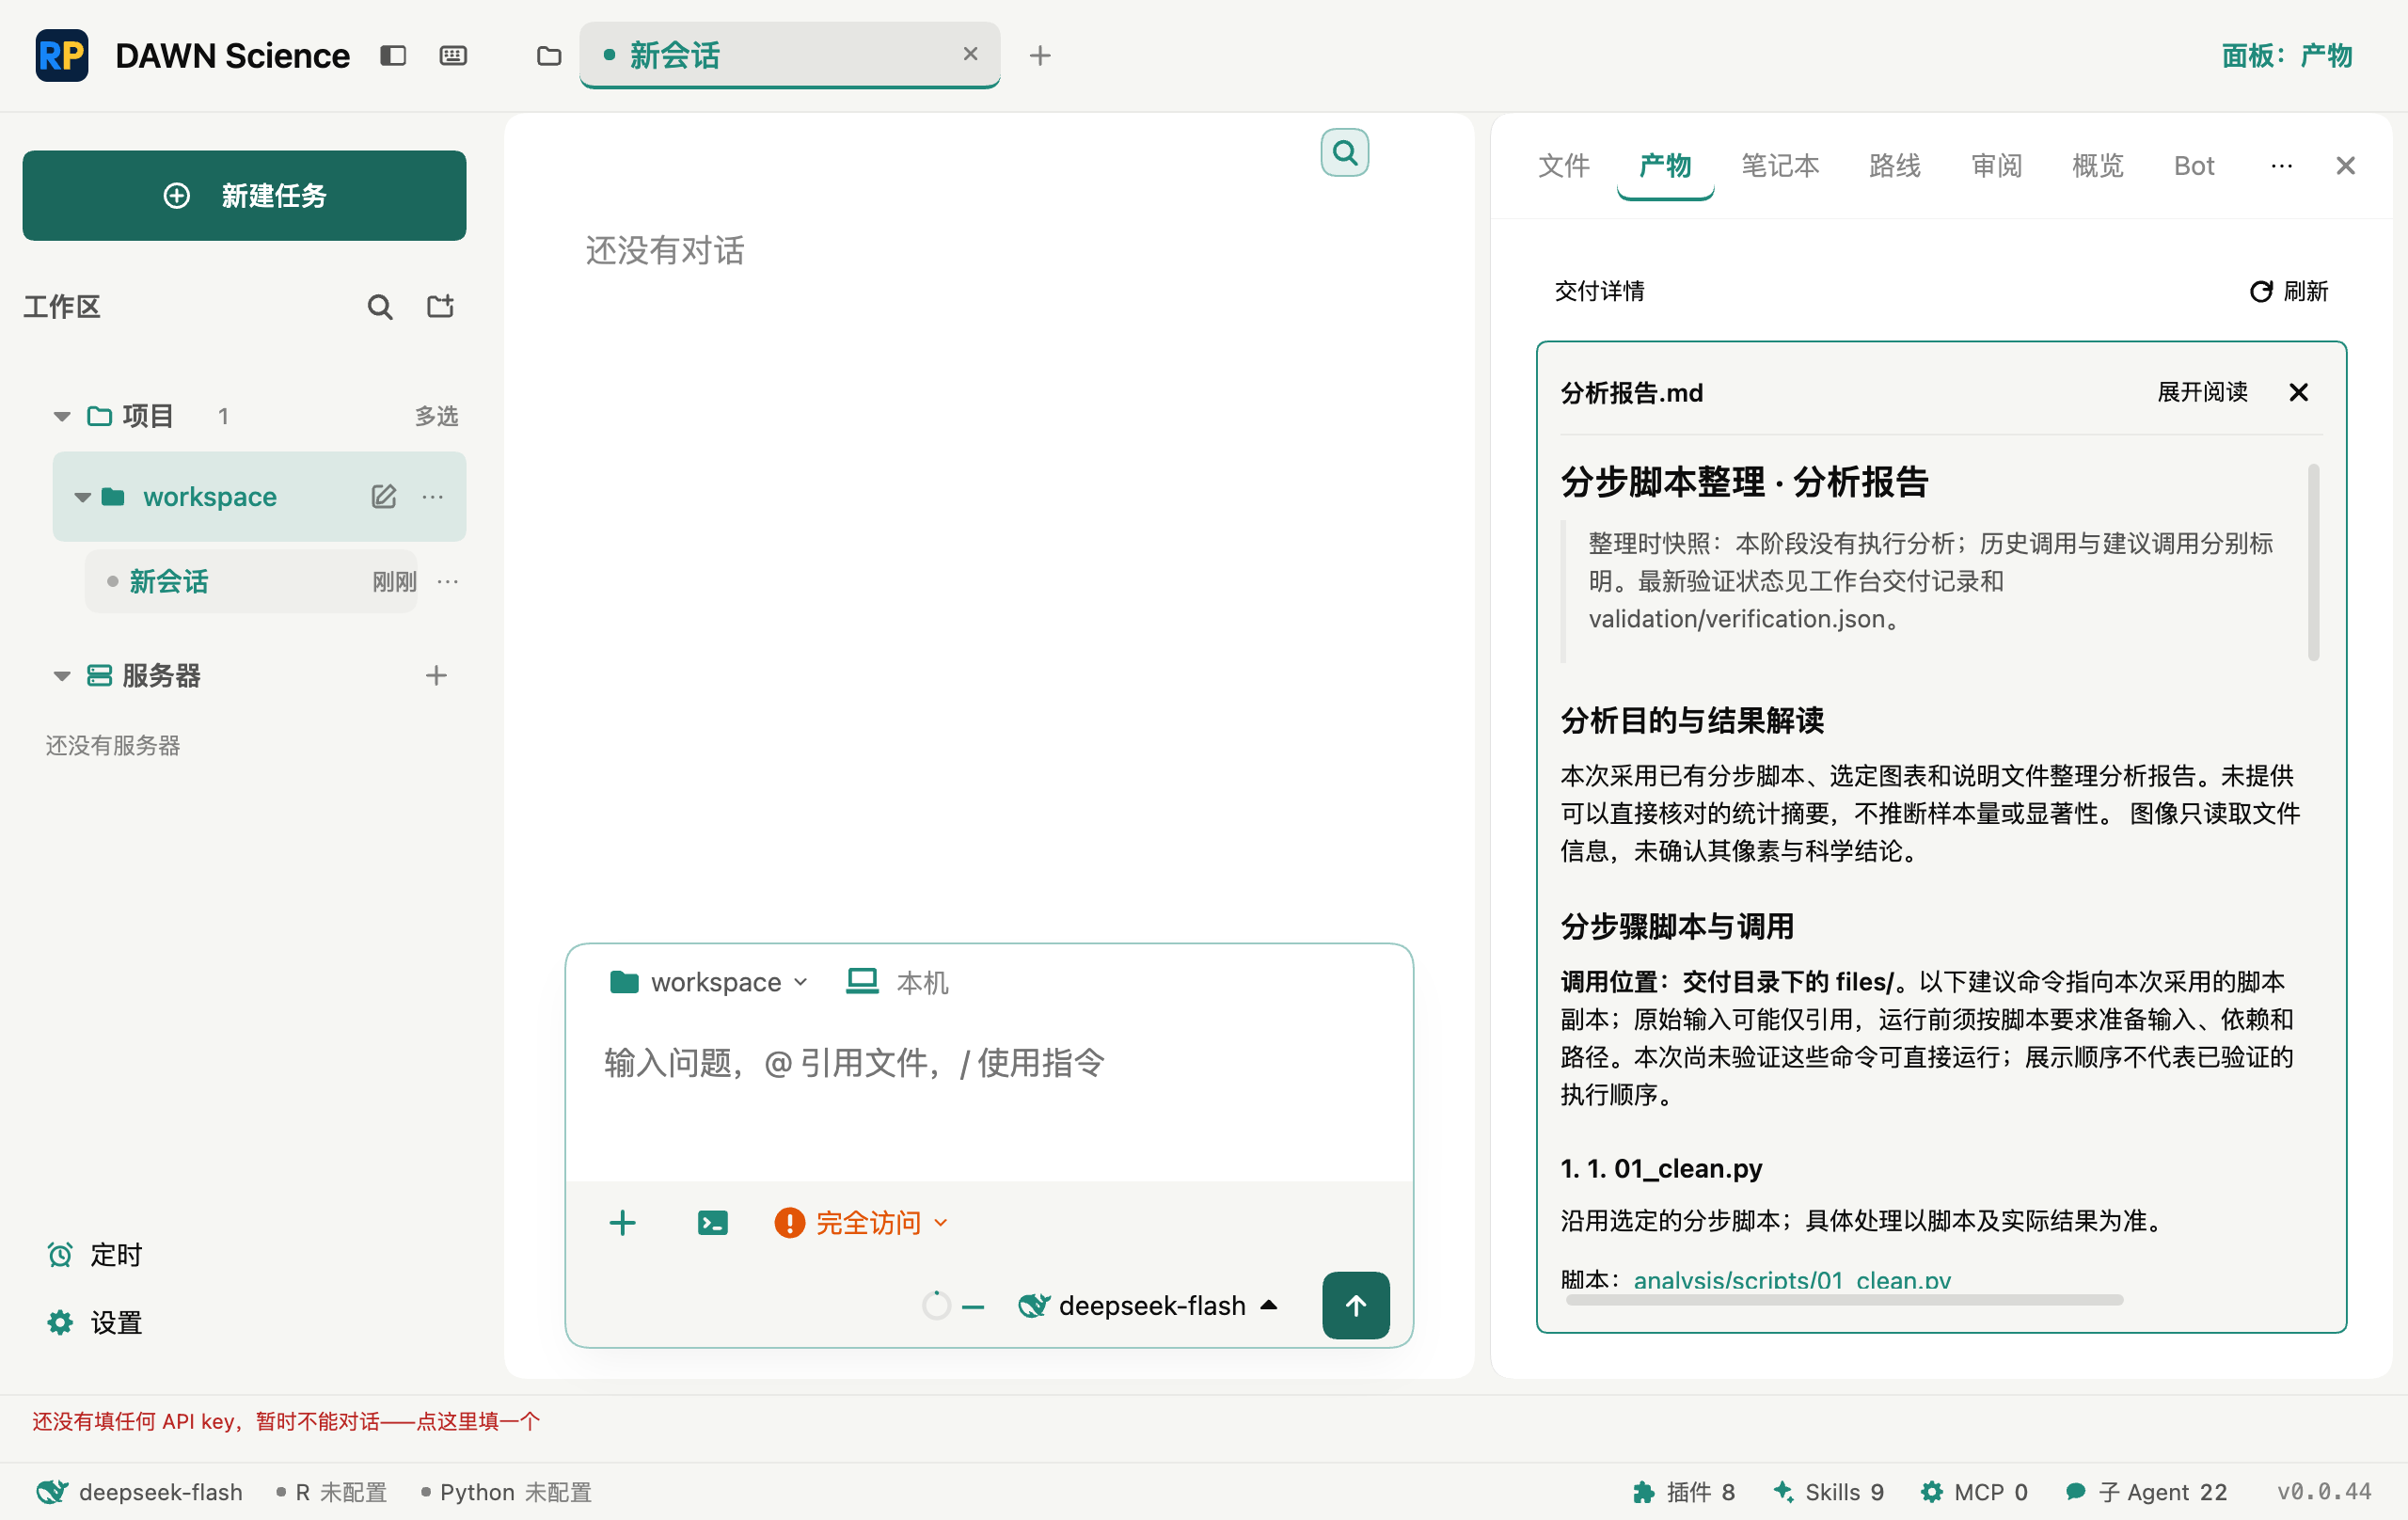 RP DAWN Science
新会话
面板：产物
新建任务
工作区
项目 1 多选
workspace
新会话 刚刚
服务器
还没有服务器
定时
设置
还没有对话
workspace 本机
输入问题，@ 引用文件，/ 使用指令
完全访问
deepseek-flash
文件 产物 笔记本 路线 审阅 概览 Bot
交付详情 刷新
分析报告.md 展开阅读
分步脚本整理 · 分析报告
整理时快照：本阶段没有执行分析；历史调用与建议调用分别标
明。最新验证状态见工作台交付记录和
validation/verification.json。
分析目的与结果解读
本次采用已有分步脚本、选定图表和说明文件整理分析报告。未提供
可以直接核对的统计摘要，不推断样本量或显著性。 图像只读取文件
信息，未确认其像素与科学结论。
分步骤脚本与调用
调用位置：交付目录下的 files/。以下建议命令指向本次采用的脚本
副本；原始输入可能仅引用，运行前须按脚本要求准备输入、依赖和
路径。本次尚未验证这些命令可直接运行；展示顺序不代表已验证的
执行顺序。
1. 1. 01_clean.py
沿用选定的分步脚本；具体处理以脚本及实际结果为准。
脚本：analysis/scripts/01_clean.py
还没有填任何 API key，暂时不能对话——点这里填一个
deepseek-flash R 未配置 Python 未配置
插件 8 Skills 9 MCP 0 子 Agent 22 v0.0.44